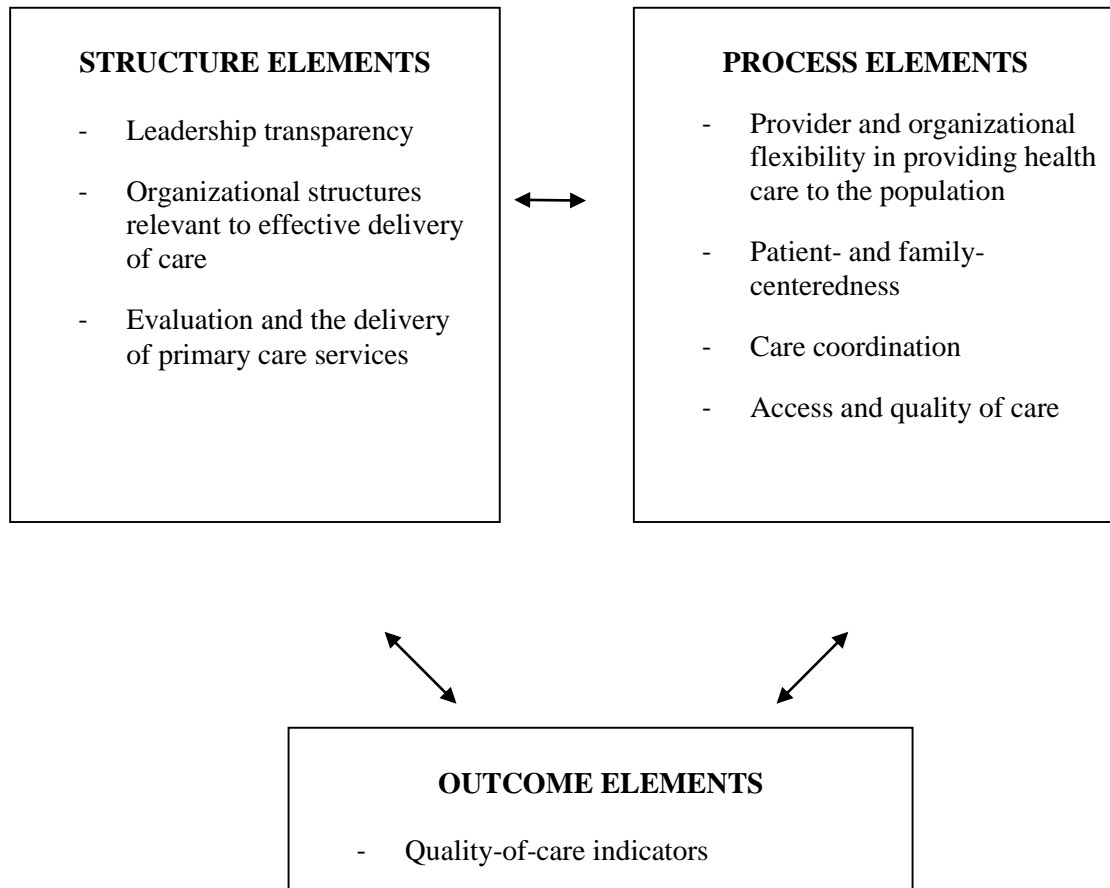 STRUCTURE ELEMENTS
- Leadership transparency
- Organizational structures
relevant to effective delivery
of care
- Evaluation and the delivery
of primary care services
PROCESS ELEMENTS
- Provider and organizational
flexibility in providing health
care to the population
- Patient- and family-
centeredness
- Care coordination
- Access and quality of care
OUTCOME ELEMENTS
- Quality-of-care indicators